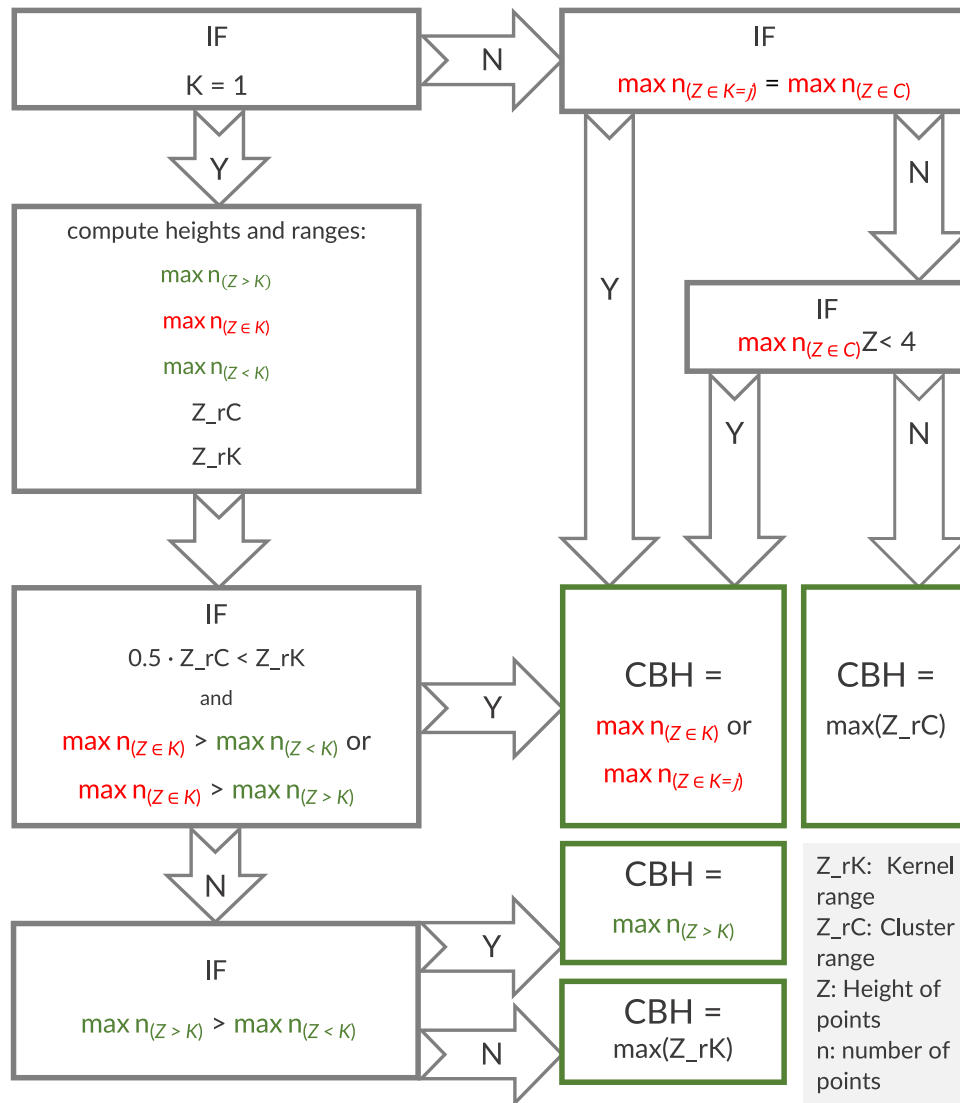 IF
K = 1
N
IF
max n(Z ∈ K=j) = max n(Z ∈ C)
Y
N
compute heights and ranges:
max n(Z > K)
max n(Z ∈ K)
max n(Z < K)
Z_rC
Z_rK
Y
IF
max n(Z ∈ C)Z< 4
Y
N
IF
0.5 · Z_rC < Z_rK
and
max n(Z ∈ K) > max n(Z < K) or
max n(Z ∈ K) > max n(Z > K)
Y
CBH =
max n(Z ∈ K) or
max n(Z ∈ K=j)
CBH =
max(Z_rC)
N
IF
max n(Z > K) > max n(Z < K)
Y
CBH =
max n(Z > K)
N
CBH =
max(Z_rK)
Z_rK: Kernel
range
Z_rC: Cluster
range
Z: Height of
points
n: number of
points